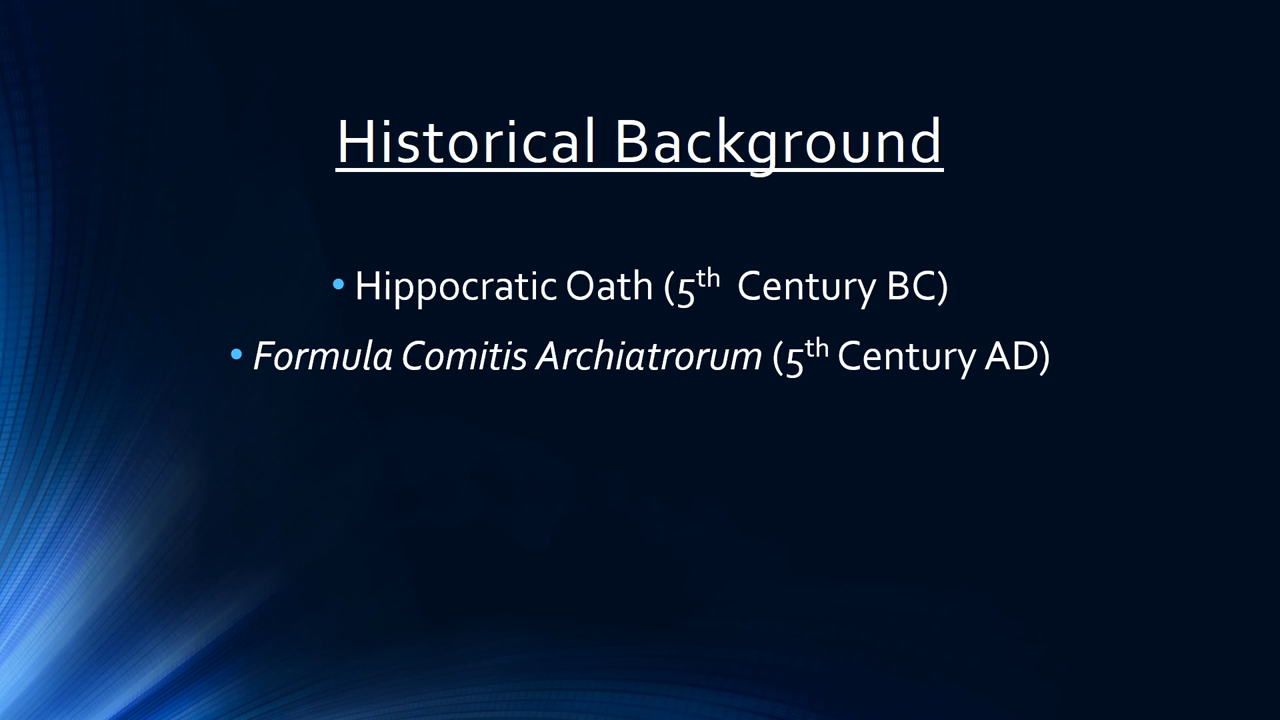 Historical Background
• Hippocratic Oath (5th Century BC)
• Formula Comitis Archiatrorum (5th Century AD)